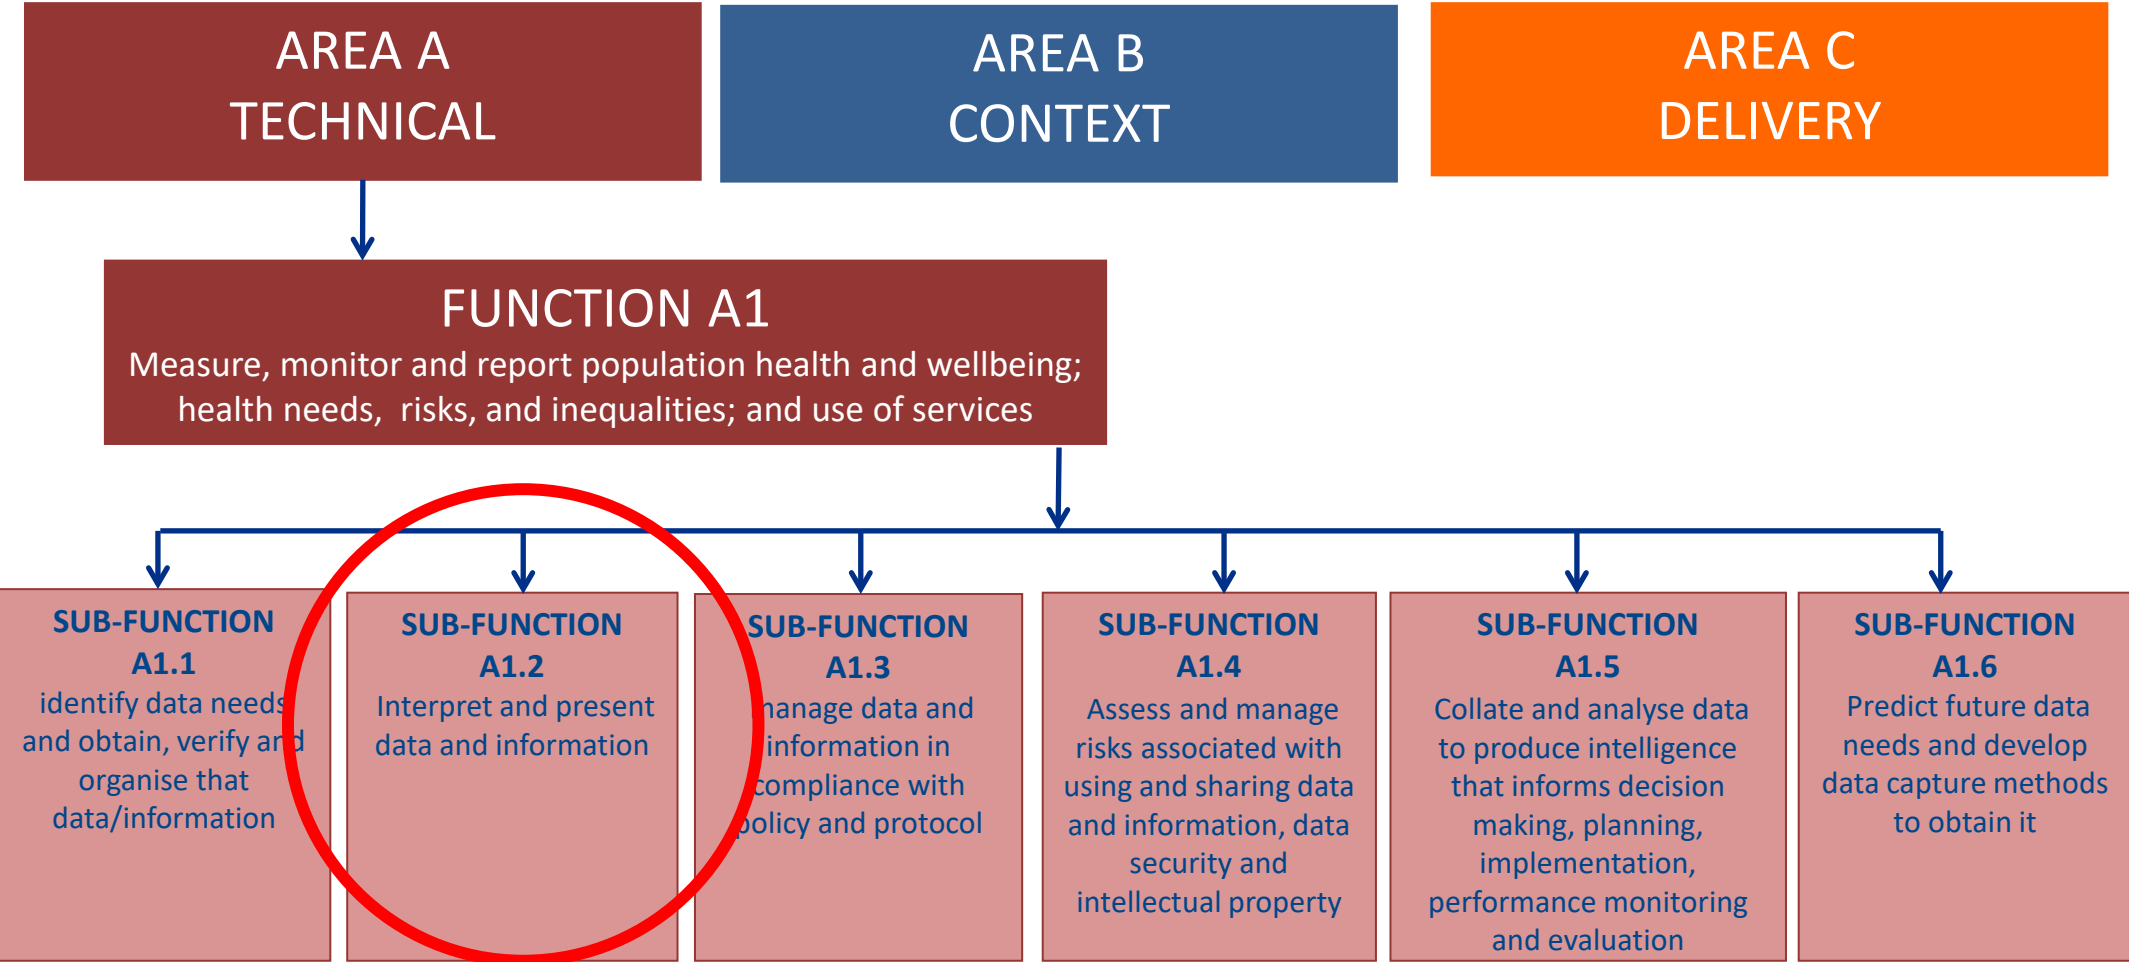 AREA A
TECHNICAL
AREA B
CONTEXT
AREA C
DELIVERY
FUNCTION A1
Measure, monitor and report population health and wellbeing;
health needs, risks, and inequalities; and use of services
SUB-FUNCTION
A1.1
identify data needs
and obtain, verify and
organise that
data/information
SUB-FUNCTION
A1.2
Interpret and present
data and information
SUB-FUNCTION
A1.3
manage data and
information in
compliance with
policy and protocol
SUB-FUNCTION
A1.4
Assess and manage
risks associated with
using and sharing data
and information, data
security and
intellectual property
SUB-FUNCTION
A1.5
Collate and analyse data
to produce intelligence
that informs decision
making, planning,
implementation,
performance monitoring
and evaluation
SUB-FUNCTION
A1.6
Predict future data
needs and develop
data capture methods
to obtain it